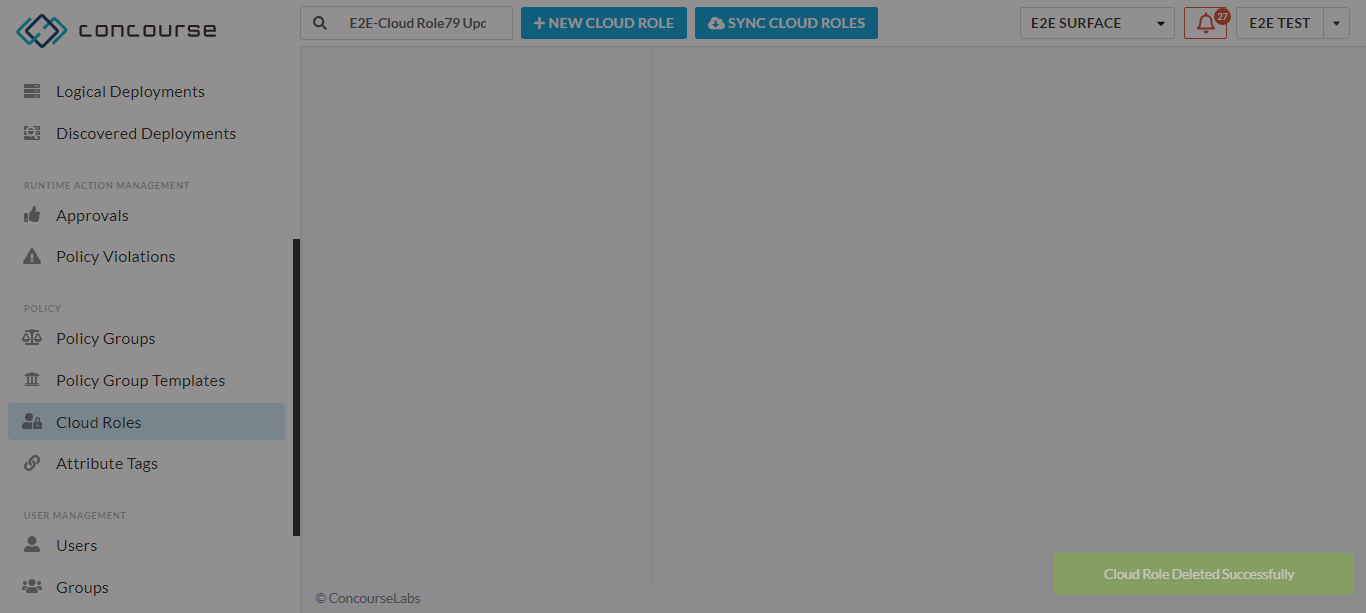 concourse
E2E-Cloud Role79 Upd
NEW CLOUD ROLE
SYNC CLOUD ROLES
E2E SURFACE
27
E2E TEST
Logical Deployments
Discovered Deployments
RUNTIME ACTION MANAGEMENT
Approvals
Policy Violations
POLICY
Policy Groups
Policy Group Templates
Cloud Roles
Attribute Tags
USER MANAGEMENT
Users
Groups
© ConcourseLabs
Cloud Role Deleted Successfully